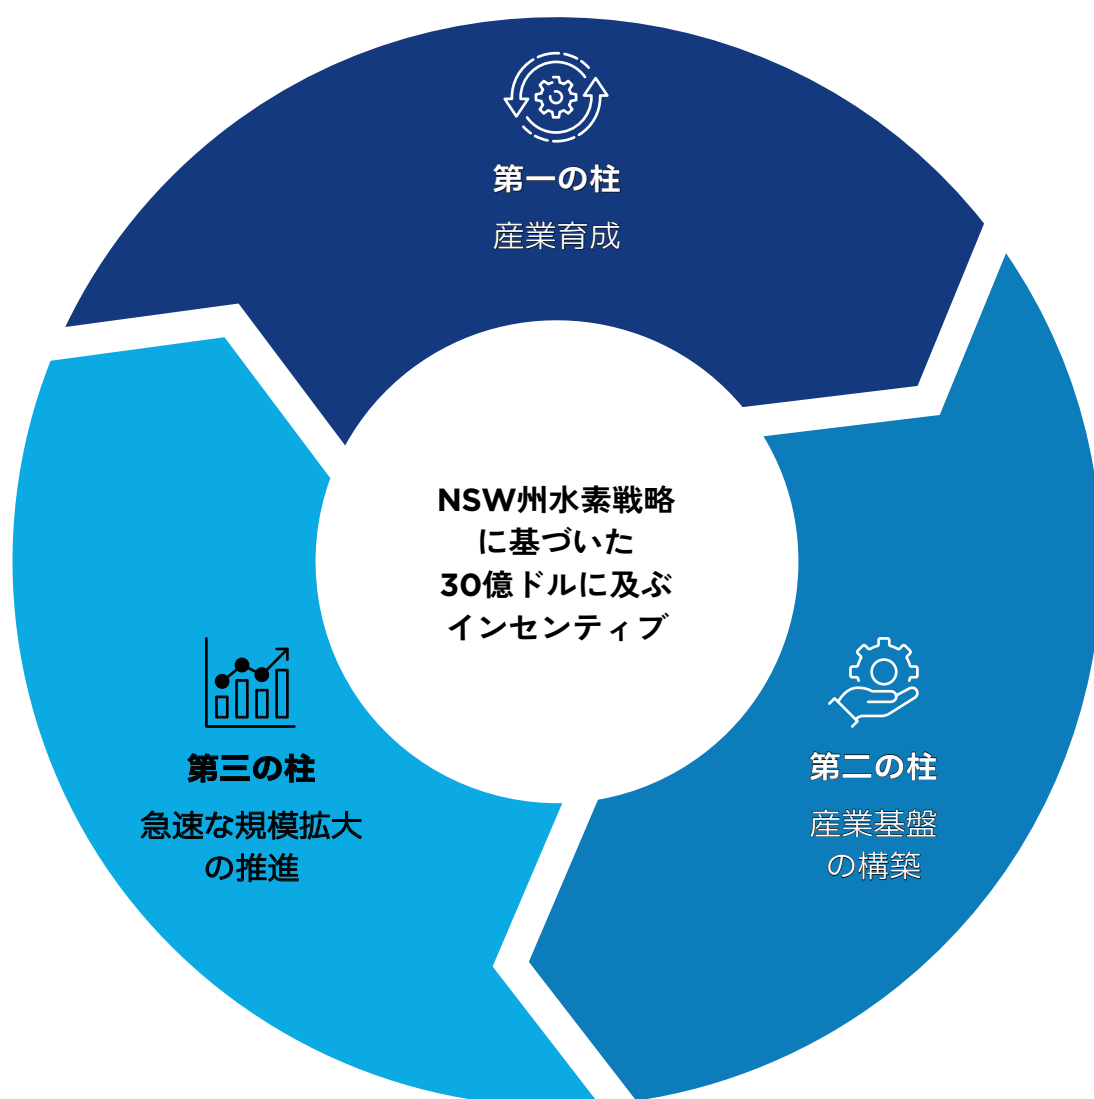 第一の柱
産業育成
NSW州水素戦略
に基づいた
30億ドルに及ぶ
インセンティブ
第二の柱
産業基盤
の構築
第三の柱
急速な規模拡大
の推進